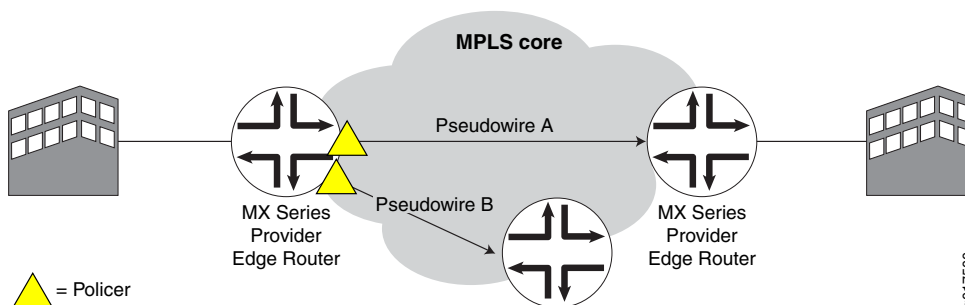 MPLS core
Pseudowire A
Pseudowire B
MX Series
Provider
Edge Router
MX Series
Provider
Edge Router
= Policer